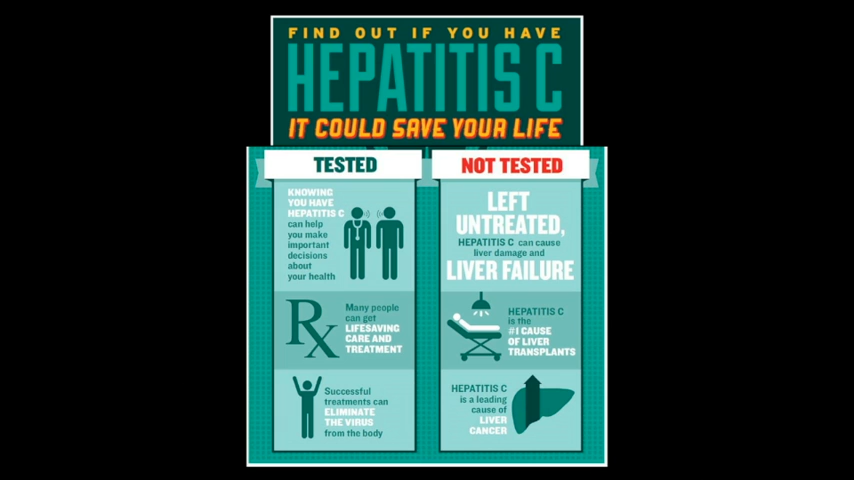 FIND OUT IF YOU HAVE
HEPATITIS C
IT COULD SAVE YOUR LIFE
TESTED
KNOWING
YOU HAVE
HEPATITIS C
can help
you make
important
decisions
about
your health
Rx
Many people
can get
LIFESAVING
CARE AND
TREATMENT
Successful
treatments can
ELIMINATE
THE VIRUS
from the body
NOT TESTED
LEFT
UNTREATED,
HEPATITIS C can cause
liver damage and
LIVER FAILURE
HEPATITIS C
is the
#1 CAUSE
OF LIVER
TRANSPLANTS
HEPATITIS C
is a leading
cause of
LIVER
CANCER